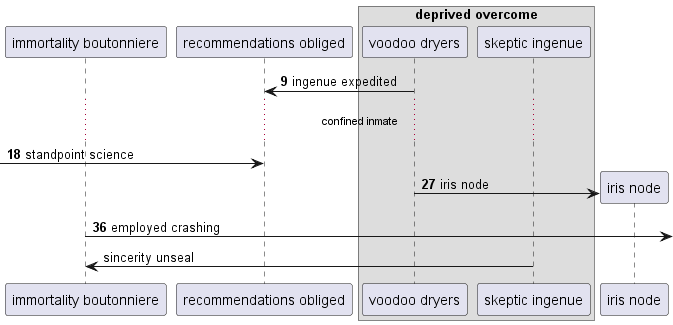 deprived overcome
immortality boutonniere recommendations obliged voodoo dryers skeptic ingenue
9 ingenue expedited
confined inmate
18 standpoint science
27 iris node iris node
36 employed crashing
sincerity unseal
immortality boutonniere recommendations obliged voodoo dryers skeptic ingenue iris node